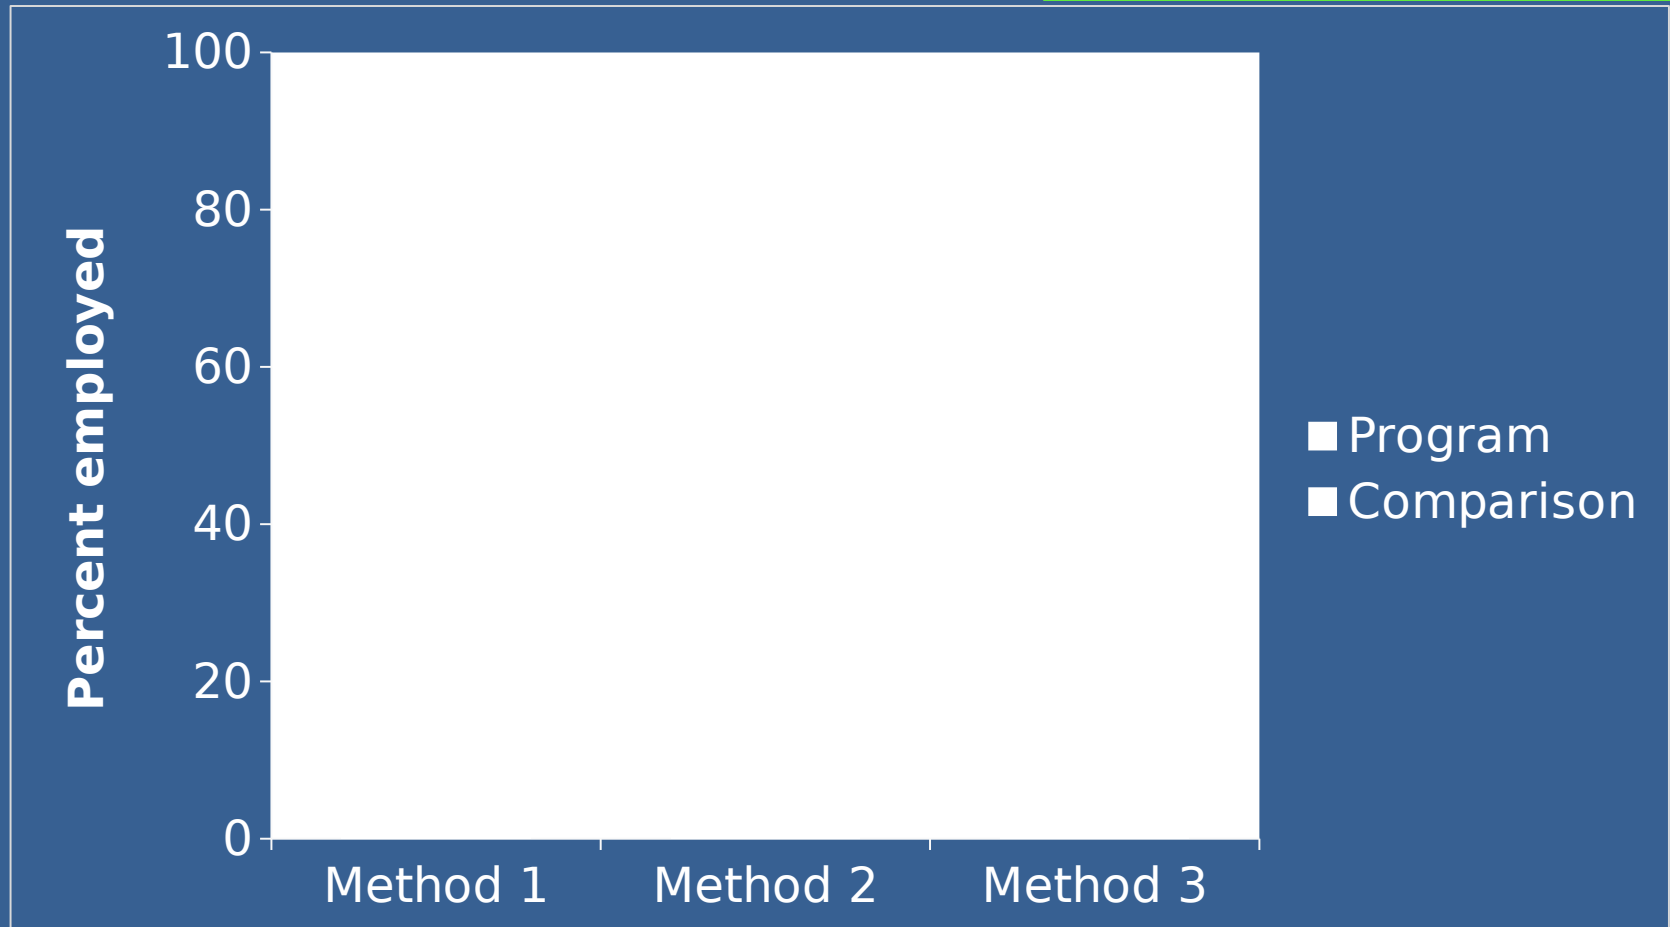 100
80
60
40
20
0
Percent employed
Method 1
Method 2
Method 3
Program
Comparison